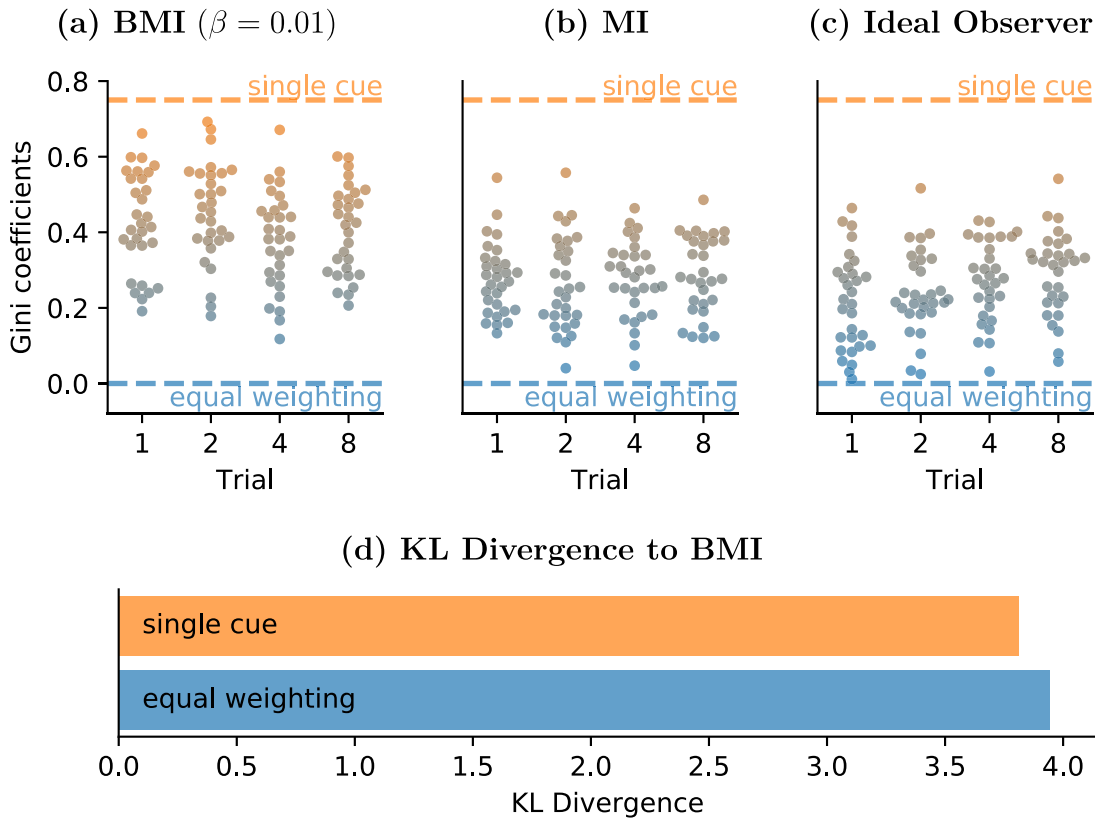 (a) BMI (β = 0.01)
(b) MI
(c) Ideal Observer
Gini coefficients
0.8
0.6
0.4
0.2
0.0
single cue
equal weighting
1 2 4 8
Trial
single cue
equal weighting
1 2 4 8
Trial
single cue
equal weighting
1 2 4 8
Trial
(d) KL Divergence to BMI
single cue
equal weighting
0.0 0.5 1.0 1.5 2.0 2.5 3.0 3.5 4.0
KL Divergence